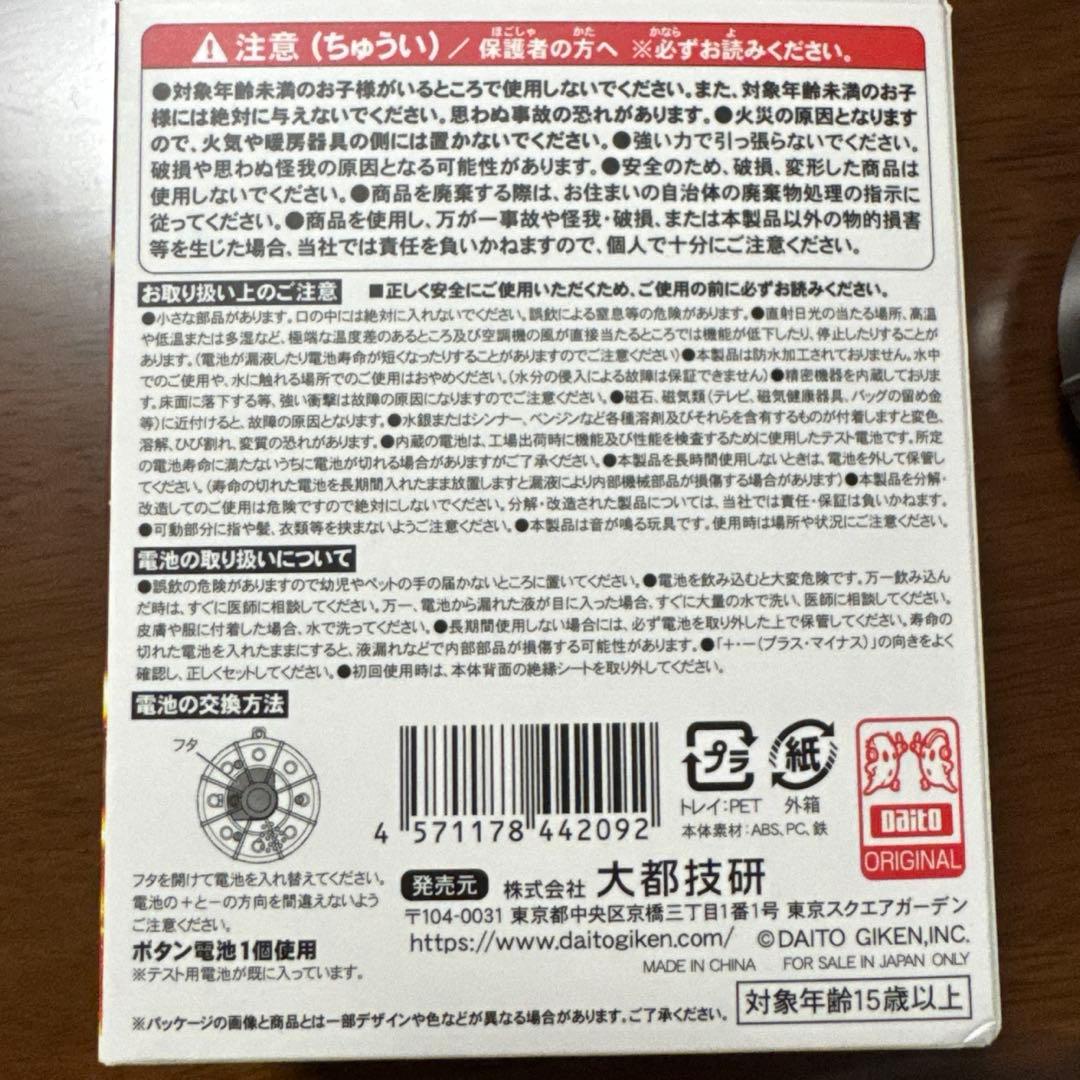 注意（ちゅうい）／保護者の方へ ※必ずお読みください。
ほごしゃ かた かなら よ
●対象年齢未満のお子様がいるところで使用しないでください。また、対象年齢未満のお子
様には絶対に与えないでください。思わぬ事故の恐れがあります。●火災の原因となります
ので、火気や暖房器具の側には置かないでください。●強い力で引っ張らないでください。
破損や思わぬ怪我の原因となる可能性があります。●安全のため、破損、変形した商品は
使用しないでください。●商品を廃棄する際は、お住まいの自治体の廃棄物処理の指示に
従ってください。●商品を使用し、万が一事故や怪我・破損、または本製品以外の物的損害
等を生じた場合、当社では責任を負いかねますので、個人で十分にご注意ください。
お取り扱い上のご注意 ■正しく安全にご使用いただくため、ご使用の前に必ずお読みください。
●小さな部品があります。口の中には絶対に入れないでください。誤飲による窒息等の危険があります。●直射日光の当たる場所、高温
や低温または多湿など、極端な温度差のあるところ及び空調機の風が直接当たるところでは機能が低下したり、停止したりすることが
あります。（電池が漏液したり電池寿命が短くなったりすることがありますのでご注意ください）●本製品は防水加工されておりません。水中
でのご使用や、水に触れる場所でのご使用はおやめください。（水分の侵入による故障は保証できません）●精密機器を内蔵しておりま
す。床面に落下する等、強い衝撃は故障の原因になりますのでご注意ください。●磁石、磁気類（テレビ、磁気健康器具、バッグの留め金
等）に近付けると、故障の原因となります。●水銀またはシンナー、ベンジンなど各種溶剤及びそれらを含有するものが付着しますと変色、
溶解、ひび割れ、変質の恐れがあります。●内蔵の電池は、工場出荷時に機能及び性能を検査するために使用したテスト電池です。所定
の電池寿命に満たないうちに電池が切れる場合がありますがご了承ください。●本製品を長時間使用しないときは、電池を外して保管し
てください。（寿命の切れた電池を長期間入れたまま放置しますと漏液により内部機械部品が損傷する場合があります）●本製品を分解・
改造してのご使用は危険ですので絶対にしないでください。分解・改造された製品については、当社では責任・保証は負いかねます。
●可動部分に指や髪、衣類等を挟まないようご注意ください。●本製品は音が鳴る玩具です。使用時は場所や状況にご注意ください。
電池の取り扱いについて
●誤飲の危険がありますので幼児やペットの手の届かないところに置いてください。●電池を飲み込むと大変危険です。万一飲み込ん
だ時は、すぐに医師に相談してください。万一、電池から漏れた液が目に入った場合、すぐに大量の水で洗い、医師に相談してください。
皮膚や服に付着した場合、水で洗ってください。●長期間使用しない場合には、必ず電池を取り外した上で保管してください。寿命の
切れた電池を入れたままにすると、液漏れなどで内部部品が損傷する可能性があります。●「＋・－（プラス・マイナス）」の向きをよく
確認し、正しくセットしてください。●初回使用時は、本体背面の絶縁シートを取り外してください。
電池の交換方法
フタ
フタを開けて電池を入れ替えてください。
電池の＋と－の方向を間違えないよう
ご注意ください。
ボタン電池1個使用
※テスト用電池が既に入っています。
4 571178 442092
プラ
トレイ：PET
紙
外箱
本体素材：ABS、PC、鉄
Daito
ORIGINAL
発売元 株式会社 大都技研
〒104-0031 東京都中央区京橋三丁目1番1号 東京スクエアガーデン
https://www.daitogiken.com/ ©DAITO GIKEN,INC.
MADE IN CHINA FOR SALE IN JAPAN ONLY
対象年齢15歳以上
※パッケージの画像と商品とは一部デザインや色などが異なる場合があります。ご了承ください。